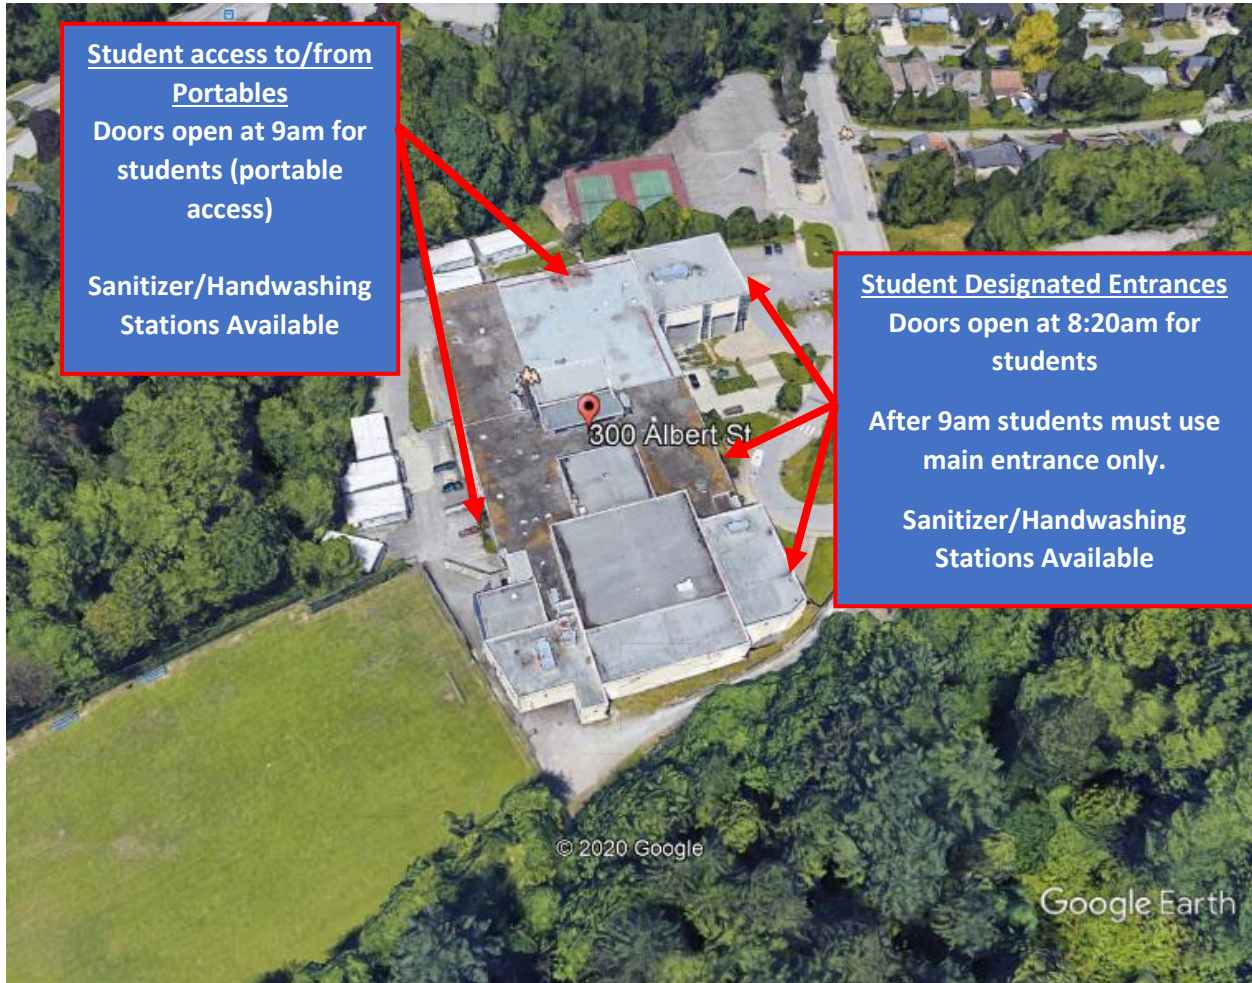 Student access to/from
Portables
Doors open at 9am for
students (portable
access)
Sanitizer/Handwashing
Stations Available
Student Designated Entrances
Doors open at 8:20am for
students
After 9am students must use
main entrance only.
Sanitizer/Handwashing
Stations Available
300 Albert St
© 2020 Google
Google Earth